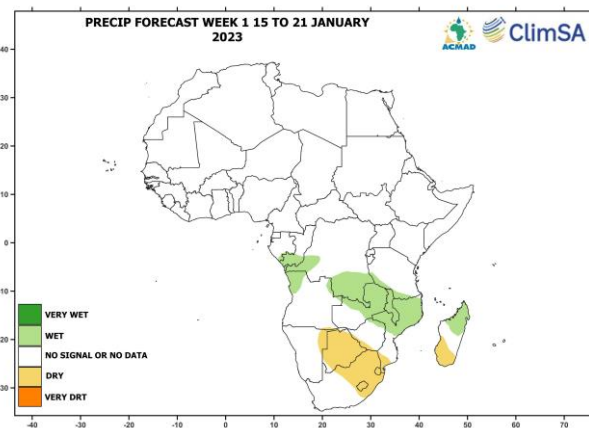 PRECIP FORECAST WEEK 1 15 TO 21 JANUARY
2023
ACMAD
ClimSA
40
30
20
10
0
-10
-20
-30
VERY WET
WET
NO SIGNAL OR NO DATA
DRY
VERY DRT
-40 -30 -20 -10 0 10 20 30 40 50 60 70